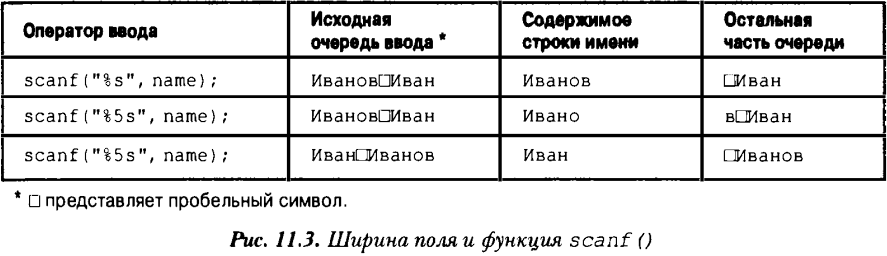 Оператор ввода | Исходная очередь ввода * | Содержимое строки имени | Остальная часть очереди
scanf("%s", name); | Иванов□Иван | Иванов | □Иван
scanf("%5s", name); | Иванов□Иван | Ивано | в□Иван
scanf("%5s", name); | Иван□Иванов | Иван | □Иванов
* □ представляет пробельный символ.
Рис. 11.3. Ширина поля и функция scanf()